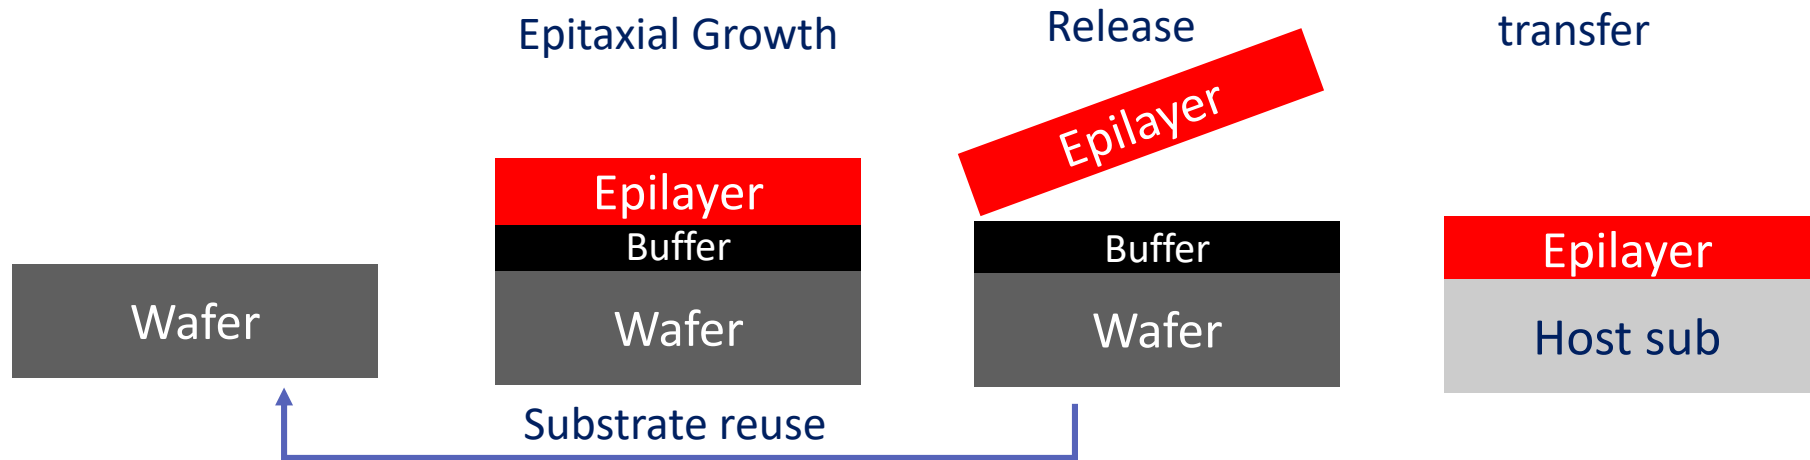 Epitaxial Growth
Release
transfer
Wafer
Epilayer
Buffer
Wafer
Epilayer
Buffer
Wafer
Epilayer
Host sub
Substrate reuse